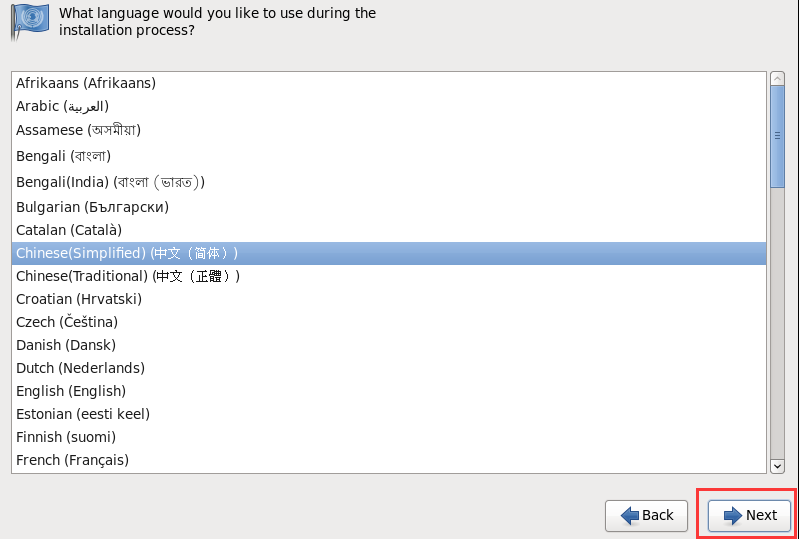 What language would you like to use during the
installation process?
Afrikaans (Afrikaans)
Arabic (العربية)
Assamese (অসমীয়া)
Bengali (বাংলা)
Bengali(India) (বাংলা (ভারত))
Bulgarian (Български)
Catalan (Català)
Chinese(Simplified) (中文（简体）)
Chinese(Traditional) (中文（正體）)
Croatian (Hrvatski)
Czech (Čeština)
Danish (Dansk)
Dutch (Nederlands)
English (English)
Estonian (eesti keel)
Finnish (suomi)
French (Français)
Back
Next